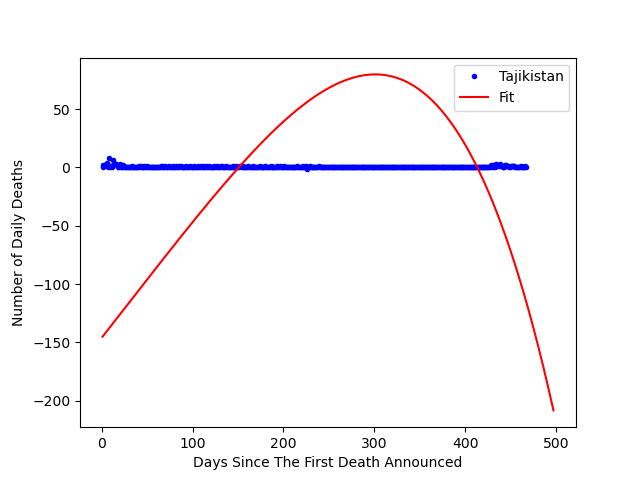 Tajikistan
Fit
50
0
−50
−100
−150
−200
Number of Daily Deaths
0 100 200 300 400 500
Days Since The First Death Announced